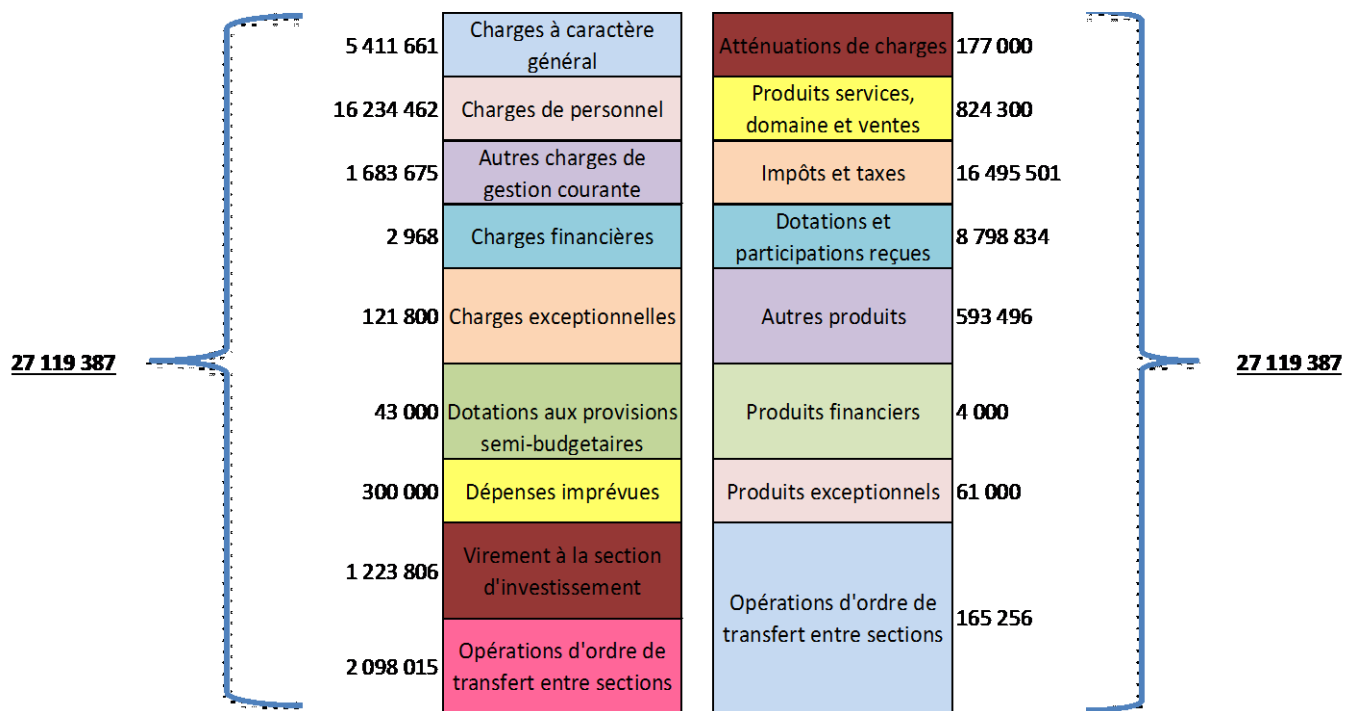 5 411 661
Charges à caractère
général
16 234 462
Charges de personnel
1 683 675
Autres charges de
gestion courante
2 968
Charges financières
121 800
Charges exceptionnelles
27 119 387
43 000
Dotations aux provisions
semi-budgetaires
300 000
Dépenses imprévues
1 223 806
Virement à la section
d'investissement
2 098 015
Opérations d'ordre de
transfert entre sections
Atténuations de charges
177 000
Produits services,
domaine et ventes
824 300
Impôts et taxes
16 495 501
Dotations et
participations reçues
8 798 834
Autres produits
593 496
27 119 387
Produits financiers
4 000
Produits exceptionnels
61 000
Opérations d'ordre de
transfert entre sections
165 256